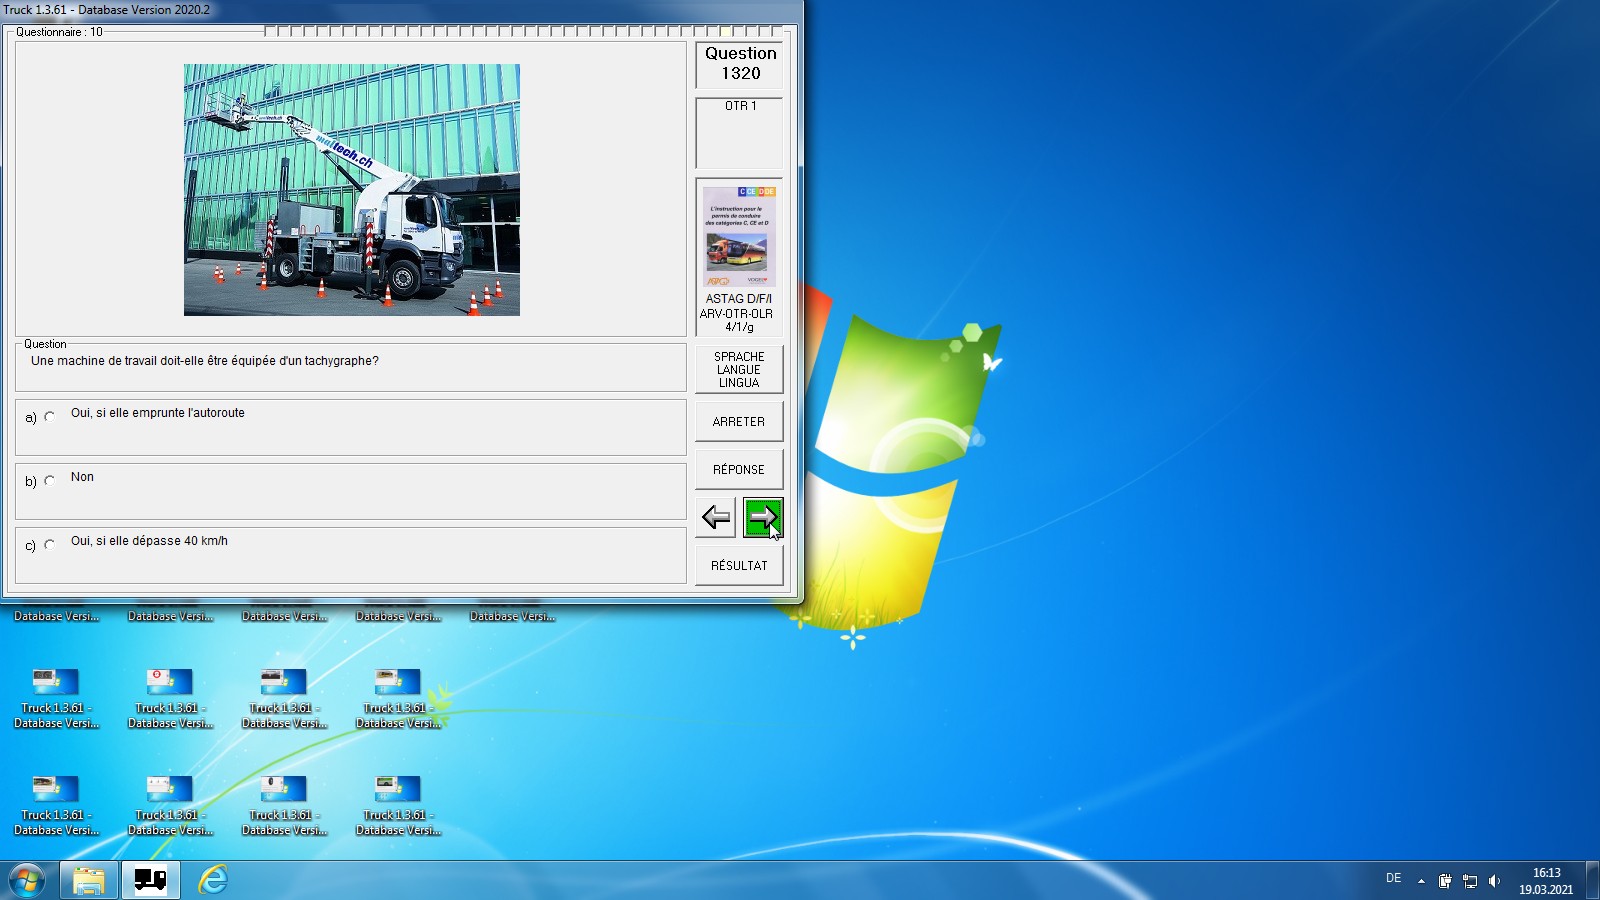 Truck 1.3.61 - Database Version 2020.2
Questionnaire : 10
maltech.ch
Question
1320
OTR 1
C CE D DE
L'instruction pour le
permis de conduire
des catégories C, CE et D
ASTAG D/F/I
ARV-OTR-OLR
4/1/g
Question
Une machine de travail doit-elle être équipée d'un tachygraphe?
SPRACHE
LANGUE
LINGUA
a) Oui, si elle emprunte l'autoroute
ARRETER
b) Non
RÉPONSE
c) Oui, si elle dépasse 40 km/h
RÉSULTAT
Database Versi...
Database Versi...
Database Versi...
Database Versi...
Database Versi...
Truck 1.3.61 -
Database Versi...
Truck 1.3.61 -
Database Versi...
Truck 1.3.61 -
Database Versi...
Truck 1.3.61 -
Database Versi...
Truck 1.3.61 -
Database Versi...
Truck 1.3.61 -
Database Versi...
Truck 1.3.61 -
Database Versi...
Truck 1.3.61 -
Database Versi...
DE
16:13
19.03.2021